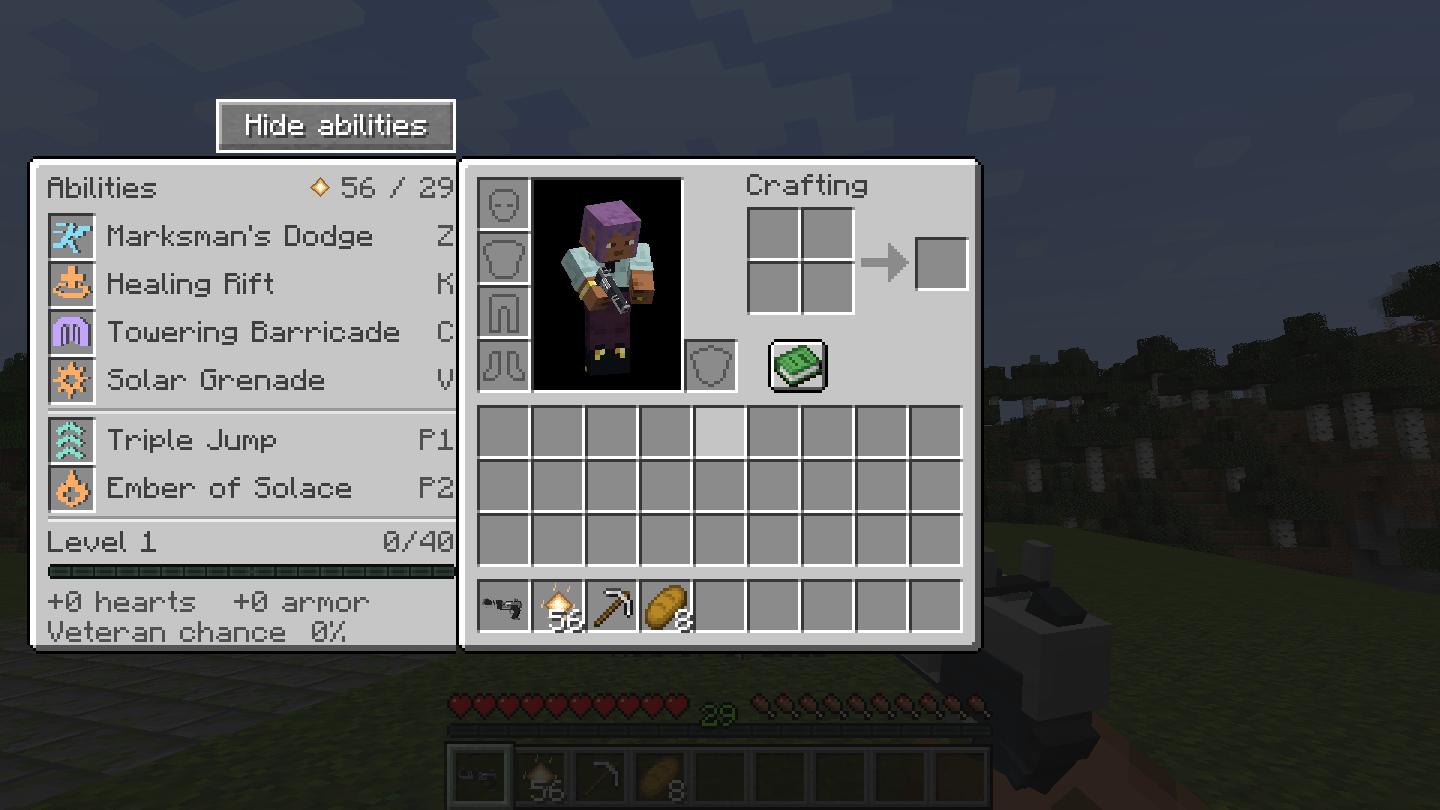 Hide abilities
Abilities 56 / 29
Marksman's Dodge Z
Healing Rift K
Towering Barricade C
Solar Grenade V
Triple Jump P1
Ember of Solace P2
Level 1 0/40
+0 hearts +0 armor
Veteran chance 0%
Crafting
56 8
29
56 8